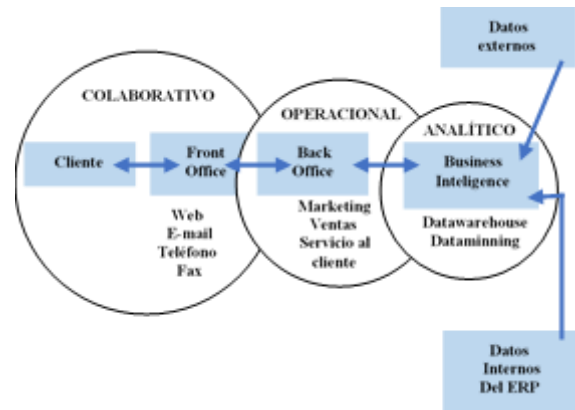 Datos
externos
COLABORATIVO
OPERACIONAL
ANALÍTICO
Cliente
Front
Office
Back
Office
Business
Inteligence
Web
E-mail
Teléfono
Fax
Marketing
Ventas
Servicio al
cliente
Datawarehouse
Dataminning
Datos
Internos
Del ERP